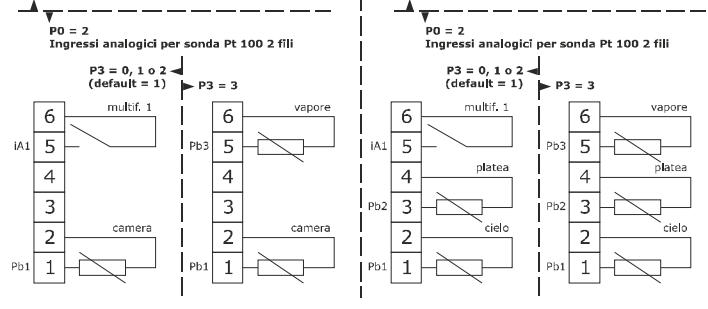 P0 = 2
Ingressi analogici per sonda Pt 100 2 fili
P3 = 0, 1 o 2
(default = 1)
P3 = 3
6
multif. 1
iA1
5
4
3
2
camera
Pb1
1
6
vapore
Pb3
5
4
3
2
camera
Pb1
1
P0 = 2
Ingressi analogici per sonda Pt 100 2 fili
P3 = 0, 1 o 2
(default = 1)
P3 = 3
6
multif. 1
iA1
5
4
platea
Pb2
3
2
cielo
Pb1
1
6
vapore
Pb3
5
4
platea
Pb2
3
2
cielo
Pb1
1